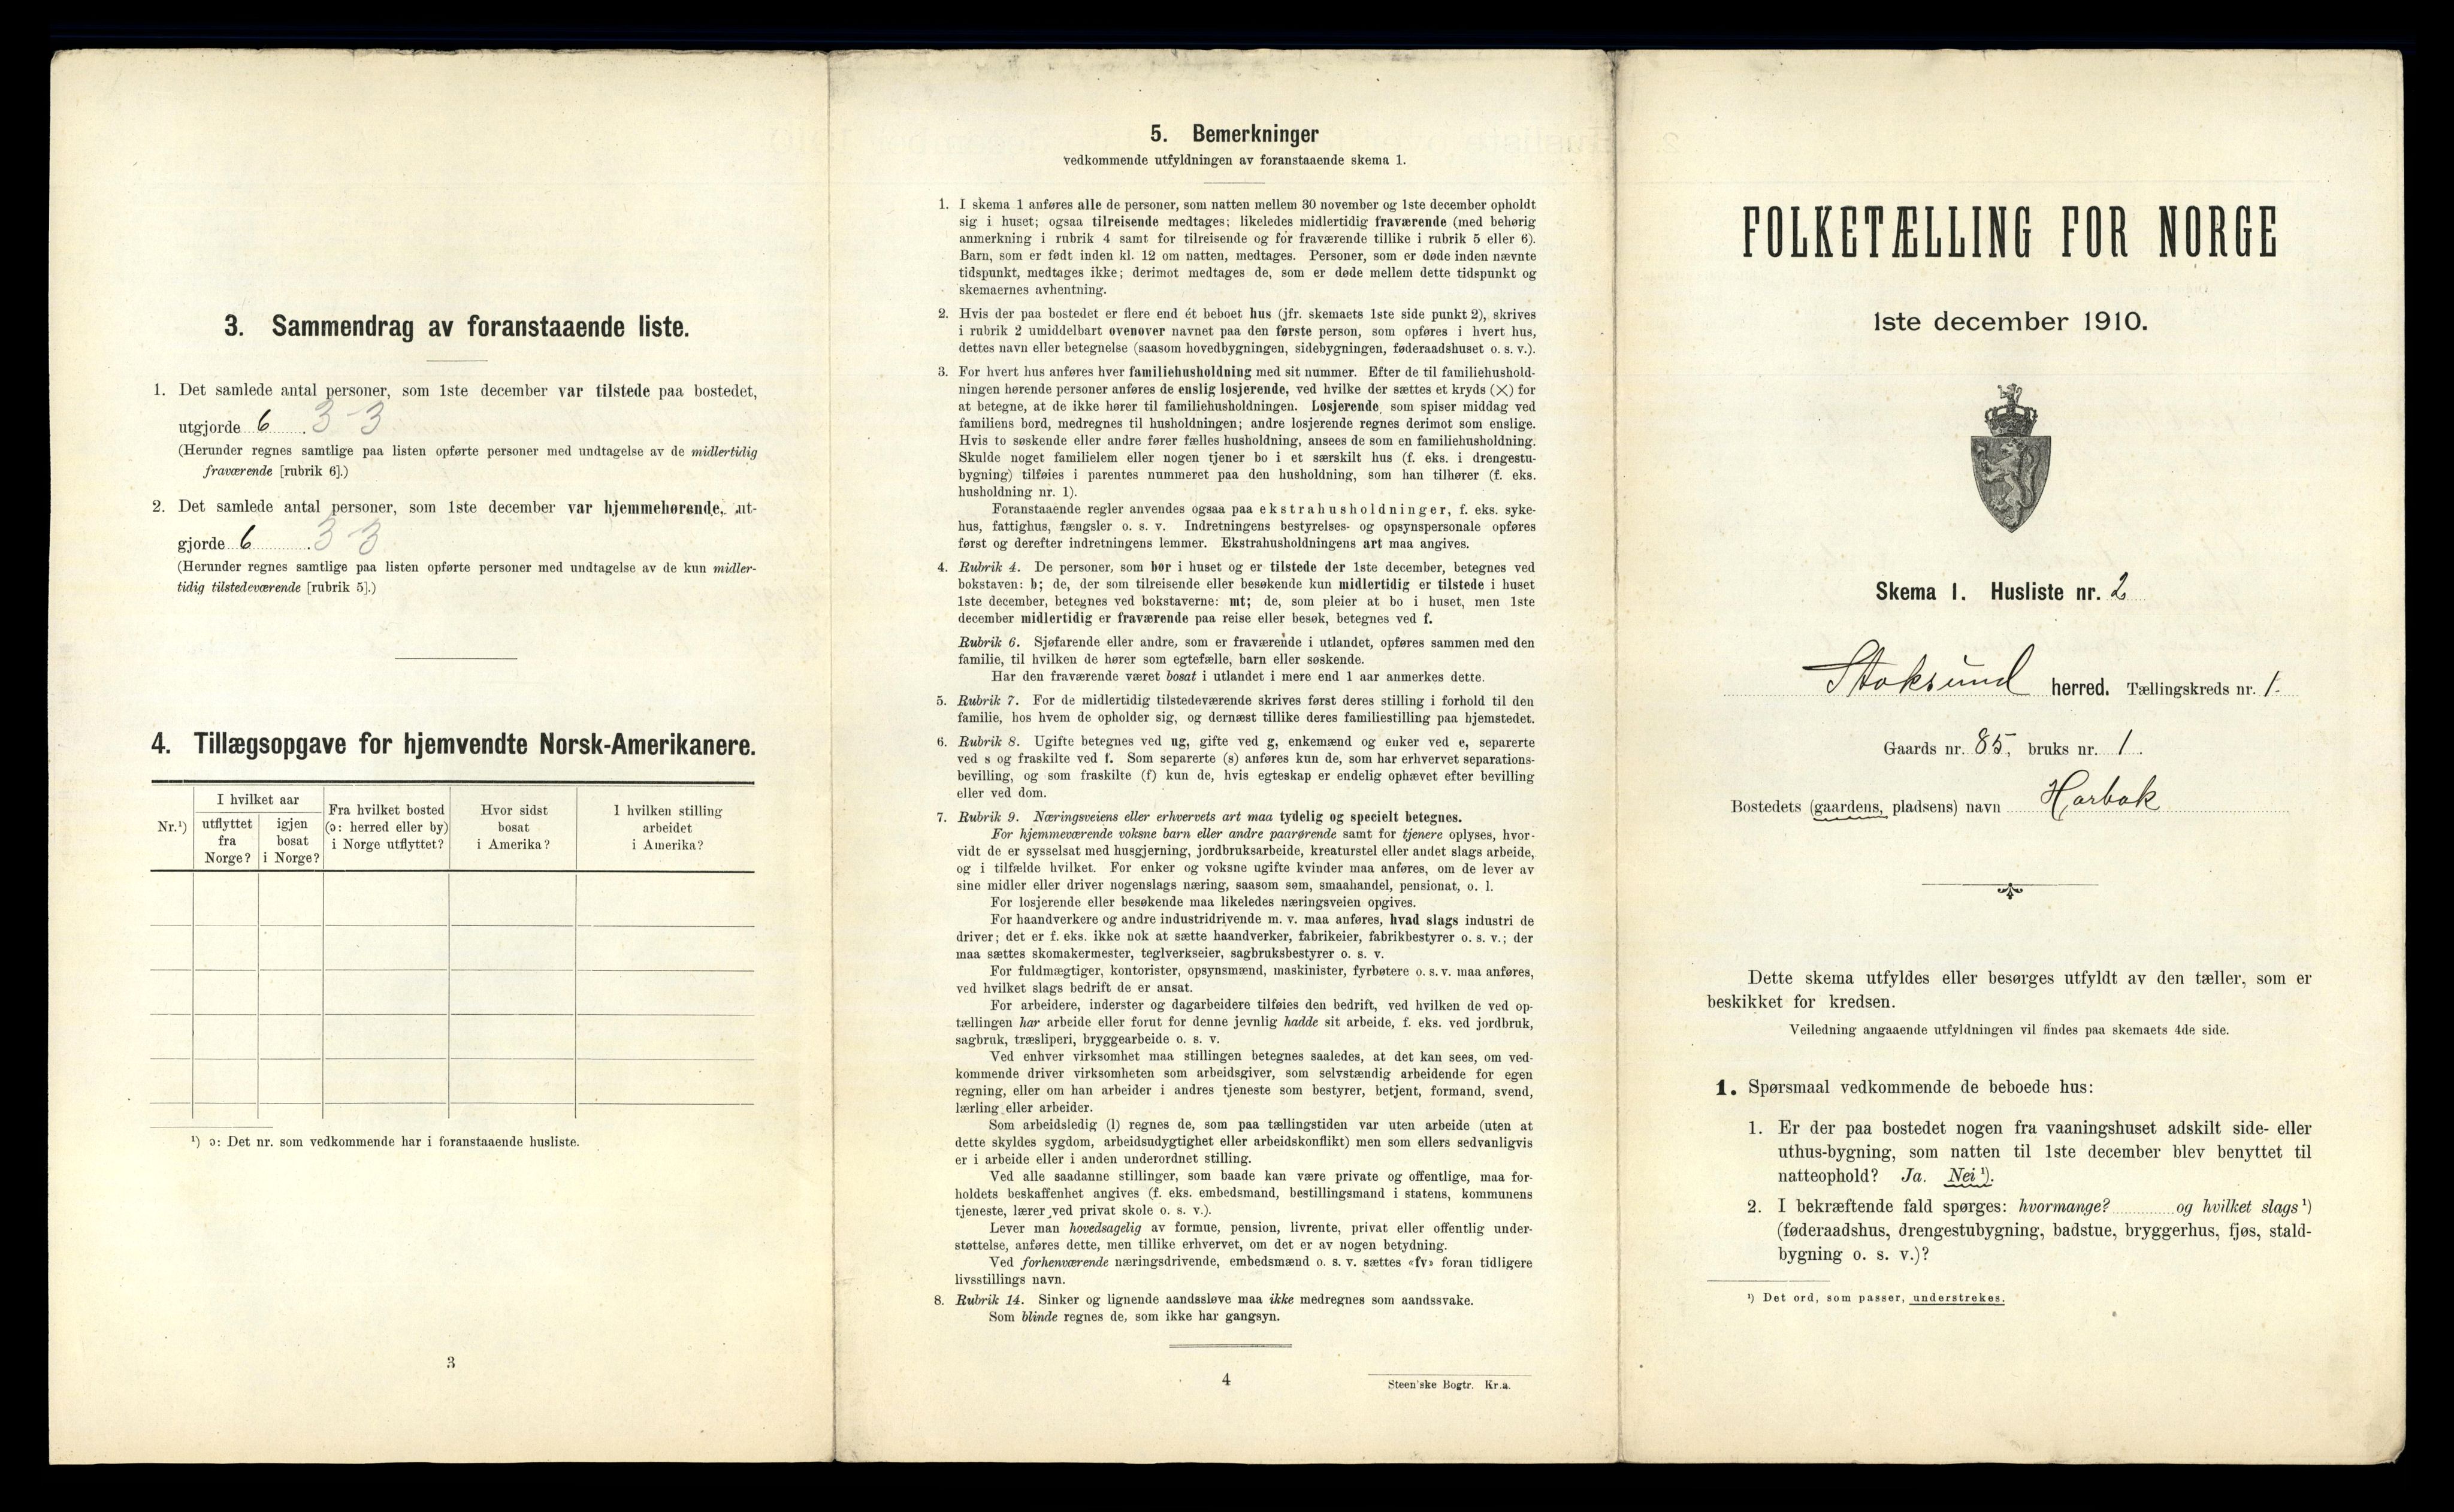 3. Sammendrag av foranstaaende liste.
1. Det samlede antal personer, som 1ste december var tilstede paa bostedet,
utgjorde 6. 3-3
(Herunder regnes samtlige paa listen opførte personer med undtagelse av de midlertidig
fraværende [rubrik 6].)
2. Det samlede antal personer, som 1ste december var hjemmehørende, ut-
gjorde 6. 3-3
(Herunder regnes samtlige paa listen opførte personer med undtagelse av de kun midler-
tidig tilstedeværende [rubrik 5].)
4. Tillægsopgave for hjemvendte Norsk-Amerikanere.
Nr.¹)
I hvilket aar
utflyttet
fra
Norge?
igjen
bosat
i Norge?
Fra hvilket bosted
(ɔ: herred eller by)
i Norge utflyttet?
Hvor sidst
bosat
i Amerika?
I hvilken stilling
arbeidet
i Amerika?
¹) ɔ: Det nr. som vedkommende har i foranstaaende husliste.
3
5. Bemerkninger
vedkommende utfyldningen av foranstaaende skema 1.
1. I skema 1 anføres alle de personer, som natten mellem 30 november og 1ste december opholdt
sig i huset; ogsaa tilreisende medtages; likeledes midlertidig fraværende (med behørig
anmerkning i rubrik 4 samt for tilreisende og for fraværende tillike i rubrik 5 eller 6).
Barn, som er født inden kl. 12 om natten, medtages. Personer, som er døde inden nævnte
tidspunkt, medtages ikke; derimot medtages de, som er døde mellem dette tidspunkt og
skemaernes avhentning.
2. Hvis der paa bostedet er flere end ét beboet hus (jfr. skemaets 1ste side punkt 2), skrives
i rubrik 2 umiddelbart ovenover navnet paa den første person, som opføres i hvert hus,
dettes navn eller betegnelse (saasom hovedbygningen, sidebygningen, føderaadshuset o. s. v.).
3. For hvert hus anføres hver familiehusholdning med sit nummer. Efter de til familiehushold-
ningen hørende personer anføres de enslig losjerende, ved hvilke der sættes et kryds (×) for
at betegne, at de ikke hører til familiehusholdningen. Losjerende som spiser middag ved
familiens bord, medregnes til husholdningen; andre losjerende regnes derimot som enslige.
Hvis to søskende eller andre fører fælles husholdning, ansees de som en familiehusholdning.
Skulde noget familielem eller nogen tjener bo i et særskilt hus (f. eks. i drengestu-
bygning) tilføies i parentes nummeret paa den husholdning, som han tilhører (f. eks.
husholdning nr. 1).
Foranstaaende regler anvendes ogsaa paa ekstrahusholdninger, f. eks. syke-
hus, fattighus, fængsler o. s. v. Indretningens bestyrelses- og opsynspersonale opføres
først og derefter indretningens lemmer. Ekstrahusholdningens art maa angives.
4. Rubrik 4. De personer, som bor i huset og er tilstede der 1ste december, betegnes ved
bokstaven: b; de, der som tilreisende eller besøkende kun midlertidig er tilstede i huset
1ste december, betegnes ved bokstaverne: mt; de, som pleier at bo i huset, men 1ste
december midlertidig er fraværende paa reise eller besøk, betegnes ved f.
Rubrik 6. Sjøfarende eller andre, som er fraværende i utlandet, opføres sammen med den
familie, til hvilken de hører som egtefælle, barn eller søskende.
Har den fraværende været bosat i utlandet i mere end 1 aar anmerkes dette.
5. Rubrik 7. For de midlertidig tilstedeværende skrives først deres stilling i forhold til den
familie, hos hvem de opholder sig, og dernæst tillike deres familiestilling paa hjemstedet.
6. Rubrik 8. Ugifte betegnes ved ug, gifte ved g, enkemænd og enker ved e, separerte
ved s og fraskilte ved f. Som separerte (s) anføres kun de, som har erhvervet separations-
bevilling, og som fraskilte (f) kun de, hvis egteskap er endelig ophævet efter bevilling
eller ved dom.
7. Rubrik 9. Næringsveiens eller erhvervets art maa tydelig og specielt betegnes.
For hjemmeværende voksne barn eller andre paarørende samt for tjenere oplyses, hvor-
vidt de er sysselsat med husgjerning, jordbruksarbeide, kreaturstel eller andet slags arbeide,
og i tilfælde hvilket. For enker og voksne ugifte kvinder maa anføres, om de lever av
sine midler eller driver nogenslags næring, saasom søm, smaahandel, pensionat, o. l.
For losjerende eller besøkende maa likeledes næringsveien opgives.
For haandverkere og andre industridrivende m. v. maa anføres, hvad slags industri de
driver; det er f. eks. ikke nok at sætte haandverker, fabrikeier, fabrikbestyrer o. s. v.; der
maa sættes skomakermester, teglverkseier, sagbruksbestyrer o. s. v.
For fuldmægtiger, kontorister, opsynsmænd, maskinister, fyrbøtere o. s. v. maa anføres,
ved hvilket slags bedrift de er ansat.
For arbeidere, inderster og dagarbeidere tilføies den bedrift, ved hvilken de ved op-
tællingen har arbeide eller forut for denne jevnlig hadde sit arbeide, f. eks. ved jordbruk,
sagbruk, træsliperi, bryggearbeide o. s. v.
Ved enhver virksomhet maa stillingen betegnes saaledes, at det kan sees, om ved-
kommende driver virksomheten som arbeidsgiver, som selvstændig arbeidende for egen
regning, eller om han arbeider i andres tjeneste som bestyrer, betjent, formand, svend,
lærling eller arbeider.
Som arbeidsledig (l) regnes de, som paa tællingstiden var uten arbeide (uten at
dette skyldes sygdom, arbeidsudygtighet eller arbeidskonflikt) men som ellers sedvanligvis
er i arbeide eller i anden underordnet stilling.
Ved alle saadanne stillinger, som baade kan være private og offentlige, maa for-
holdets beskaffenhet angives (f. eks. embedsmand, bestillingsmand i statens, kommunens
tjeneste, lærer ved privat skole o. s. v.).
Lever man hovedsagelig av formue, pension, livrente, privat eller offentlig under-
støttelse, anføres dette, men tillike erhvervet, om det er av nogen betydning.
Ved forhenværende næringsdrivende, embedsmænd o. s. v. sættes «fv» foran tidligere
livsstillings navn.
8. Rubrik 14. Sinker og lignende aandssløve maa ikke medregnes som aandssvake.
Som blinde regnes de, som ikke har gangsyn.
4
Steen'ske Bogtr. Kr.a.
FOLKETÆLLING FOR NORGE
1ste december 1910.
Skema 1. Husliste nr. 2
Stoksund herred. Tællingskreds nr. 1.
Gaards nr. 85, bruks nr. 1.
Bostedets (gaardens, pladsens) navn Harbak
Dette skema utfyldes eller besørges utfyldt av den tæller, som er
beskikket for kredsen.
Veiledning angaaende utfyldningen vil findes paa skemaets 4de side.
1. Spørsmaal vedkommende de beboede hus:
1. Er der paa bostedet nogen fra vaaningshuset adskilt side- eller
uthus-bygning, som natten til 1ste december blev benyttet til
natteophold? Ja. Nei ¹).
2. I bekræftende fald spørges: hvormange? og hvilket slags ¹)
(føderaadshus, drengestubygning, badstue, bryggerhus, fjøs, stald-
bygning o. s. v.)?
¹) Det ord, som passer, understrekes.